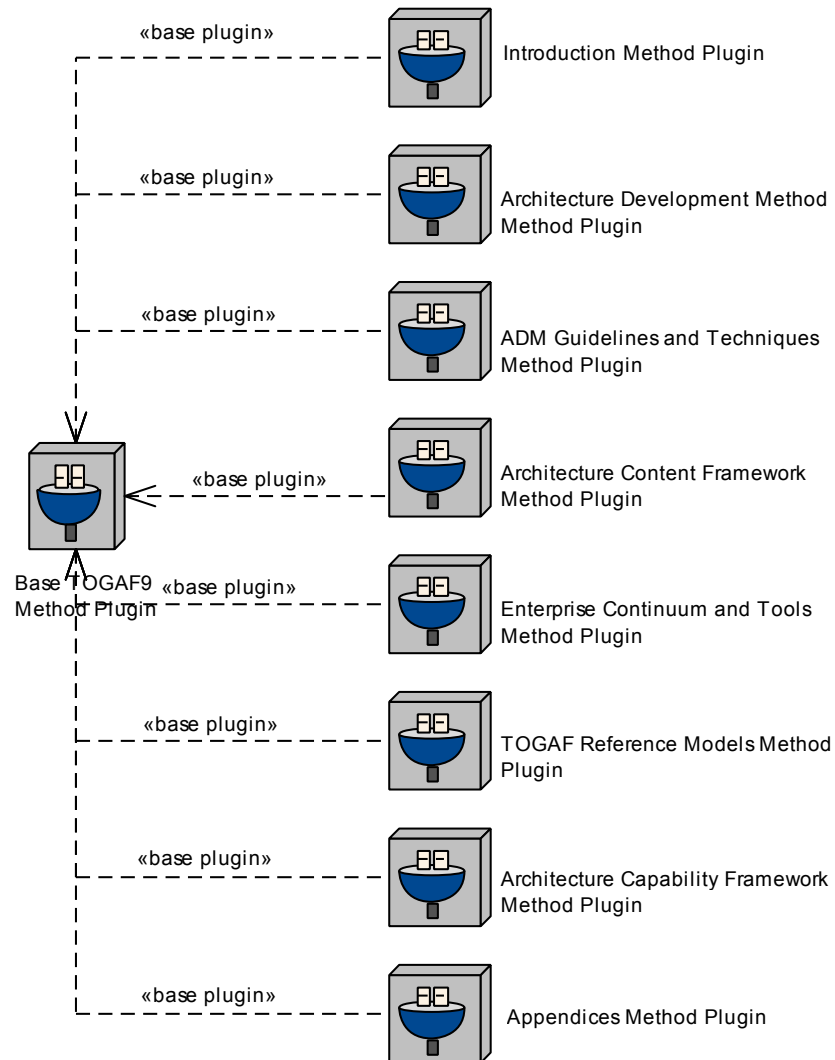 «base plugin»
Introduction Method Plugin
«base plugin»
Architecture Development Method
Method Plugin
«base plugin»
ADM Guidelines and Techniques
Method Plugin
«base plugin»
Architecture Content Framework
Method Plugin
Base TOGAF9
Method Plugin
«base plugin»
Enterprise Continuum and Tools
Method Plugin
«base plugin»
TOGAF Reference Models Method
Plugin
«base plugin»
Architecture Capability Framework
Method Plugin
«base plugin»
Appendices Method Plugin